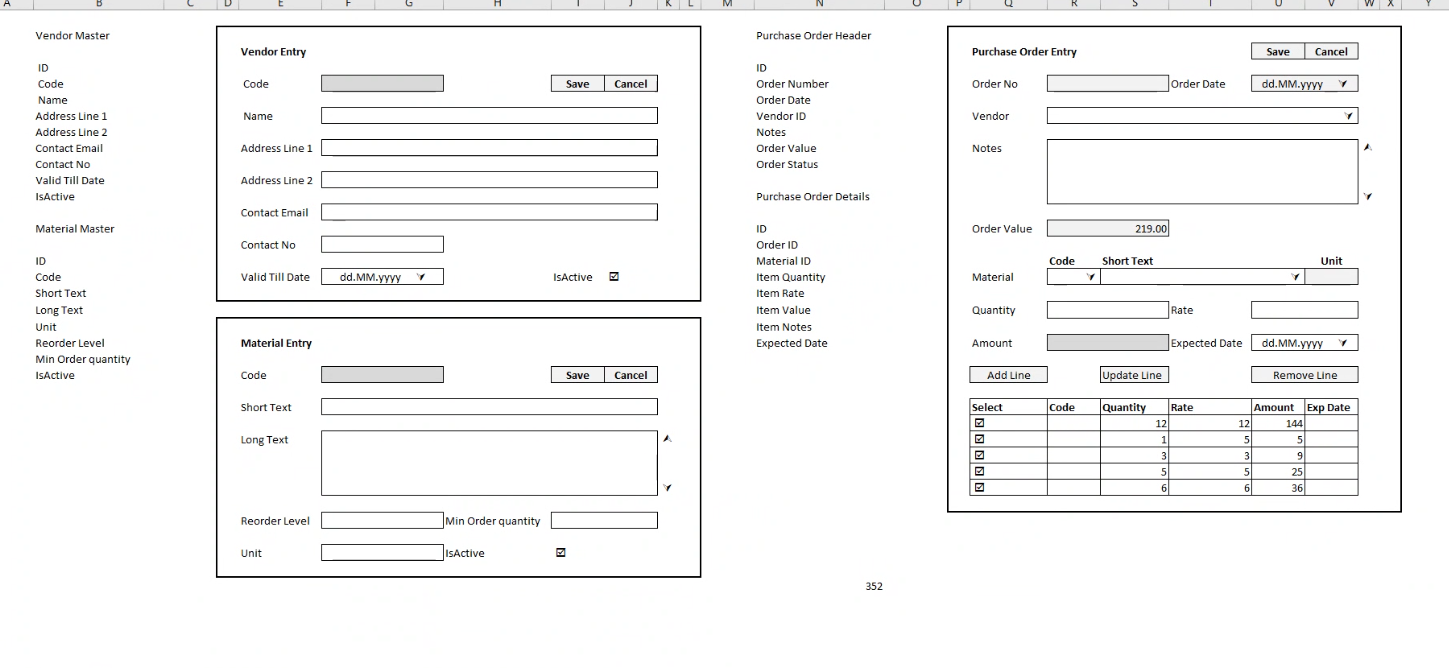 A B C D E F G H I J K L M N O P Q R S T U V W X Y
Vendor Master
ID
Code
Name
Address Line 1
Address Line 2
Contact Email
Contact No
Valid Till Date
IsActive
Material Master
ID
Code
Short Text
Long Text
Unit
Reorder Level
Min Order quantity
IsActive
Vendor Entry
Code Save Cancel
Name
Address Line 1
Address Line 2
Contact Email
Contact No
Valid Till Date dd.MM.yyyy IsActive
Material Entry
Code Save Cancel
Short Text
Long Text
Reorder Level Min Order quantity
Unit IsActive
Purchase Order Header
ID
Order Number
Order Date
Vendor ID
Notes
Order Value
Order Status
Purchase Order Details
ID
Order ID
Material ID
Item Quantity
Item Rate
Item Value
Item Notes
Expected Date
352
Purchase Order Entry Save Cancel
Order No Order Date dd.MM.yyyy
Vendor
Notes
Order Value 219.00
Code Short Text Unit
Material
Quantity Rate
Amount Expected Date dd.MM.yyyy
Add Line Update Line Remove Line
Select Code Quantity Rate Amount Exp Date
12 12 144
1 5 5
3 3 9
5 5 25
6 6 36